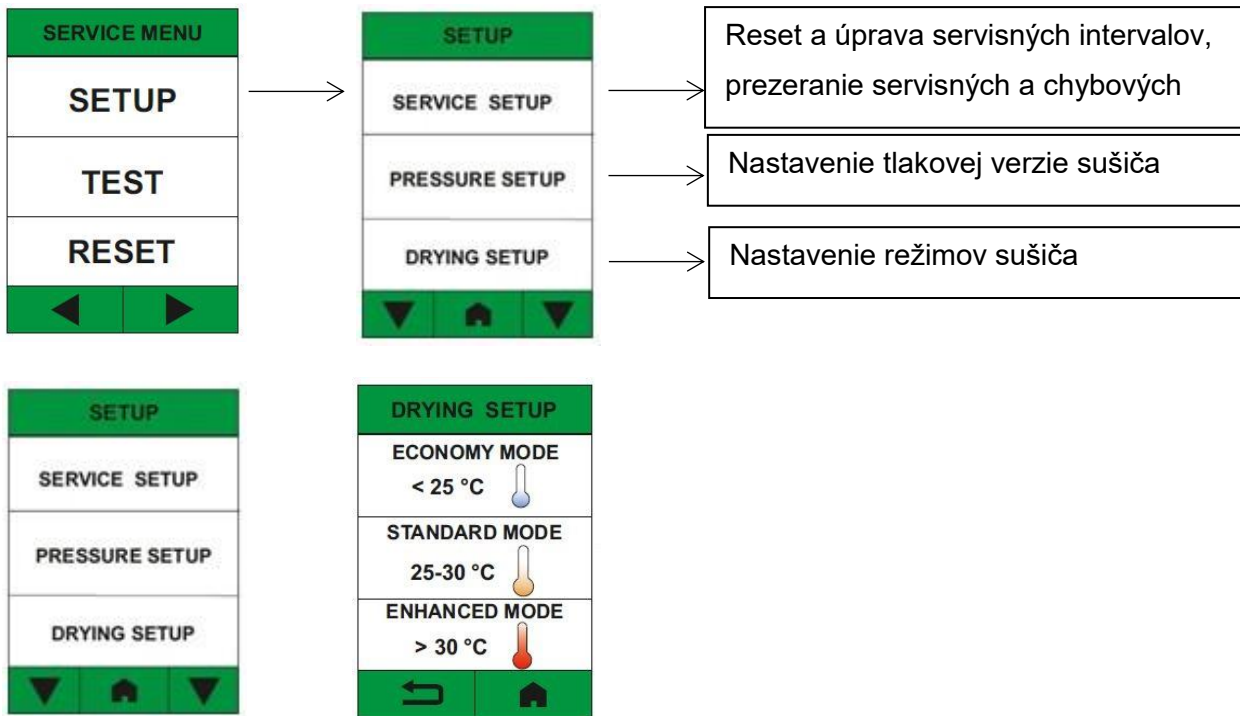 SERVICE MENU
SETUP
TEST
RESET
SETUP
SERVICE SETUP
PRESSURE SETUP
DRYING SETUP
Reset a úprava servisných intervalov,
prezeranie servisných a chybových
Nastavenie tlakovej verzie sušiča
Nastavenie režimov sušiča
SETUP
SERVICE SETUP
PRESSURE SETUP
DRYING SETUP
DRYING SETUP
ECONOMY MODE
< 25 °C
STANDARD MODE
25-30 °C
ENHANCED MODE
> 30 °C